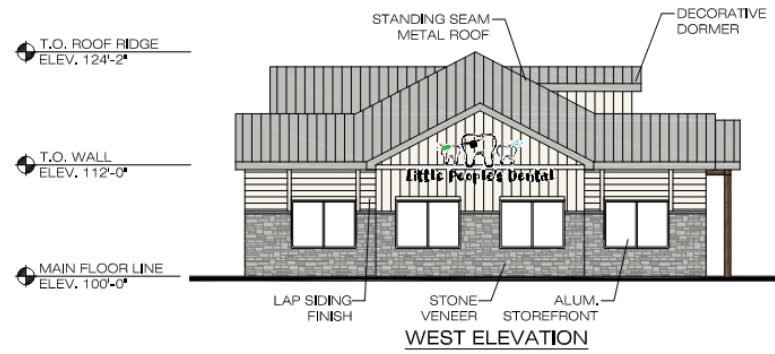 STANDING SEAM
METAL ROOF
DECORATIVE
DORMER
T.O. ROOF RIDGE
ELEV. 124'-2"
T.O. WALL
ELEV. 112'-0"
Little People's Dental
MAIN FLOOR LINE
ELEV. 100'-0"
LAP SIDING
FINISH
STONE
VENEER
ALUM.
STOREFRONT
WEST ELEVATION